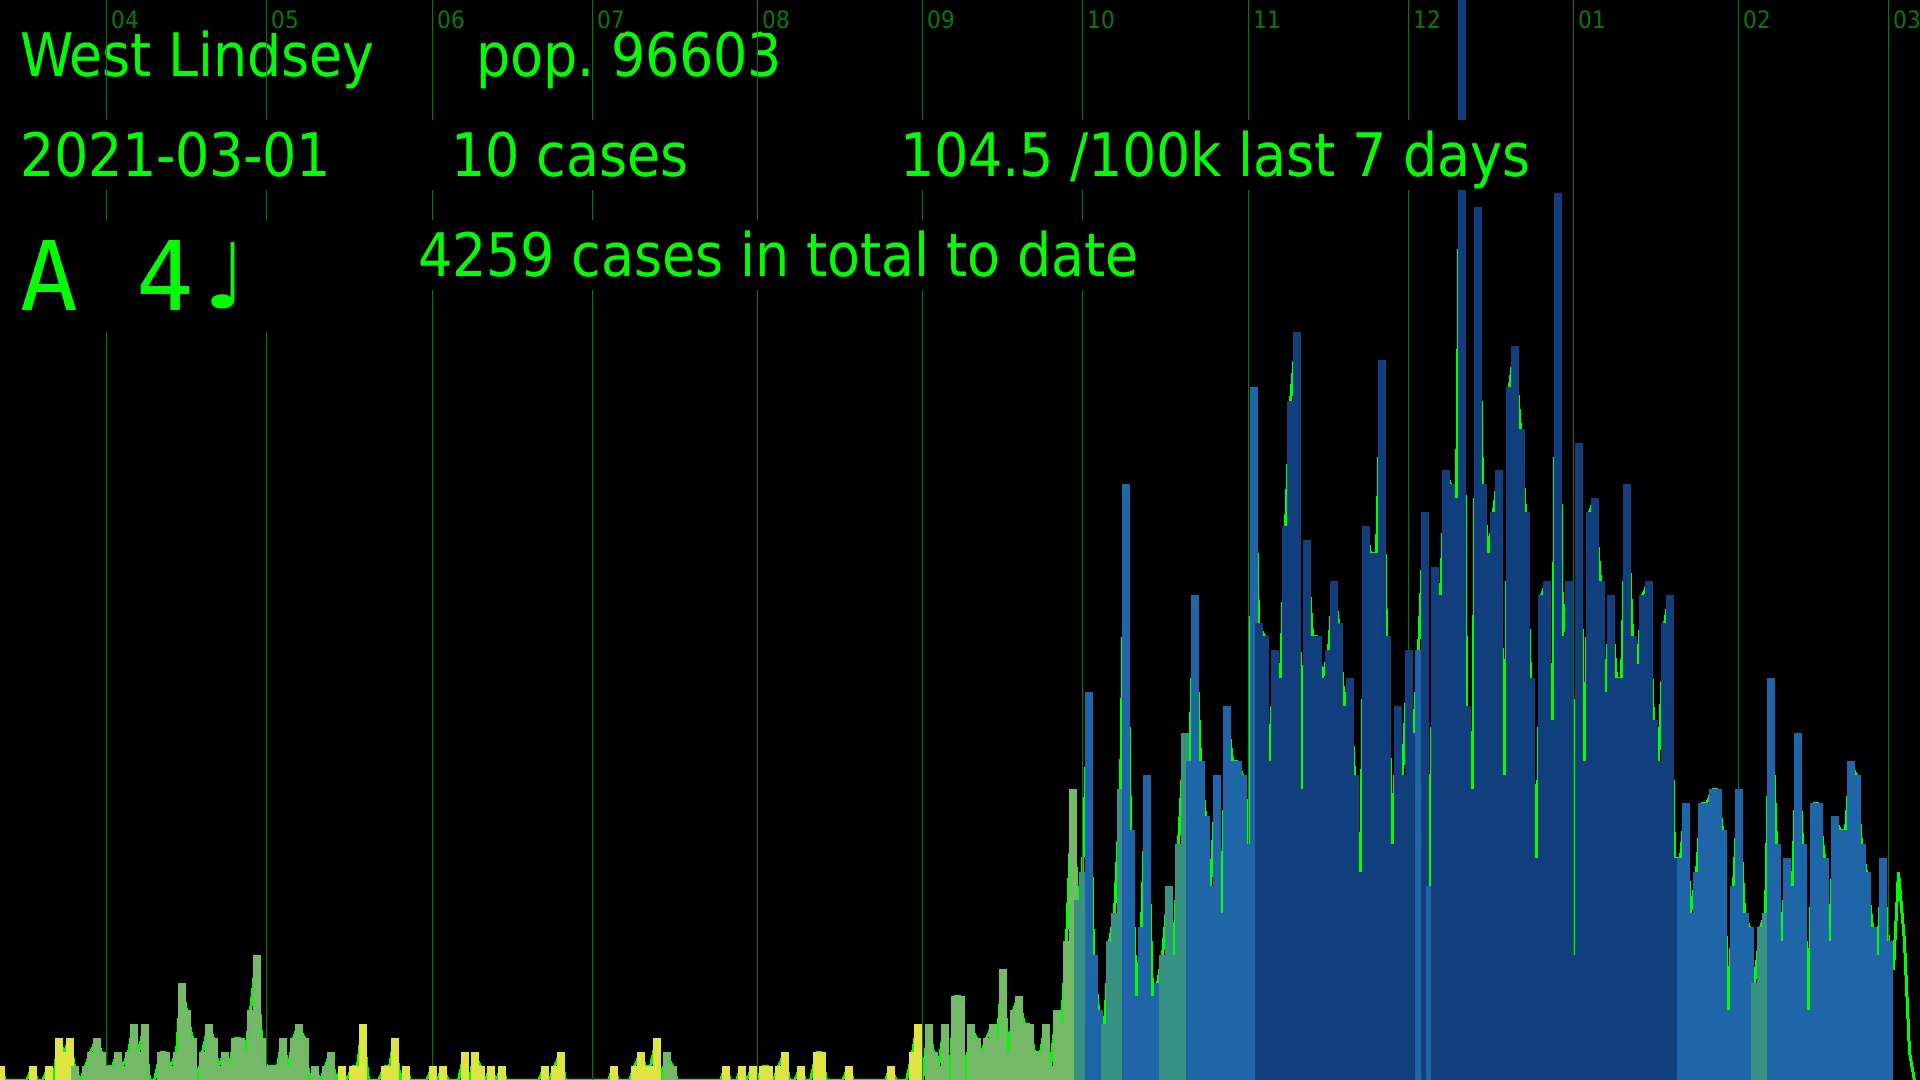 04 05 06 07 08 09 10 11 12 01 02 03
West Lindsey pop. 96603
2021-03-01 10 cases 104.5 /100k last 7 days
A 4♩ 4259 cases in total to date